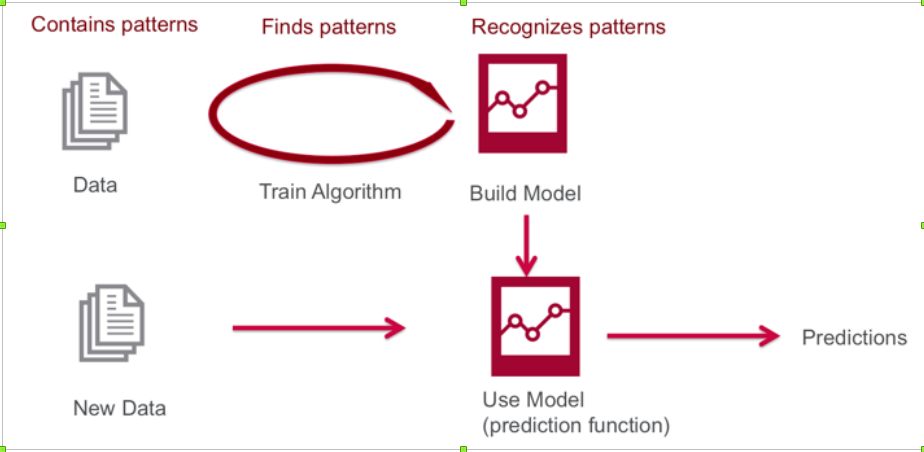 Contains patterns
Finds patterns
Recognizes patterns
Data
Train Algorithm
Build Model
New Data
Use Model
(prediction function)
Predictions